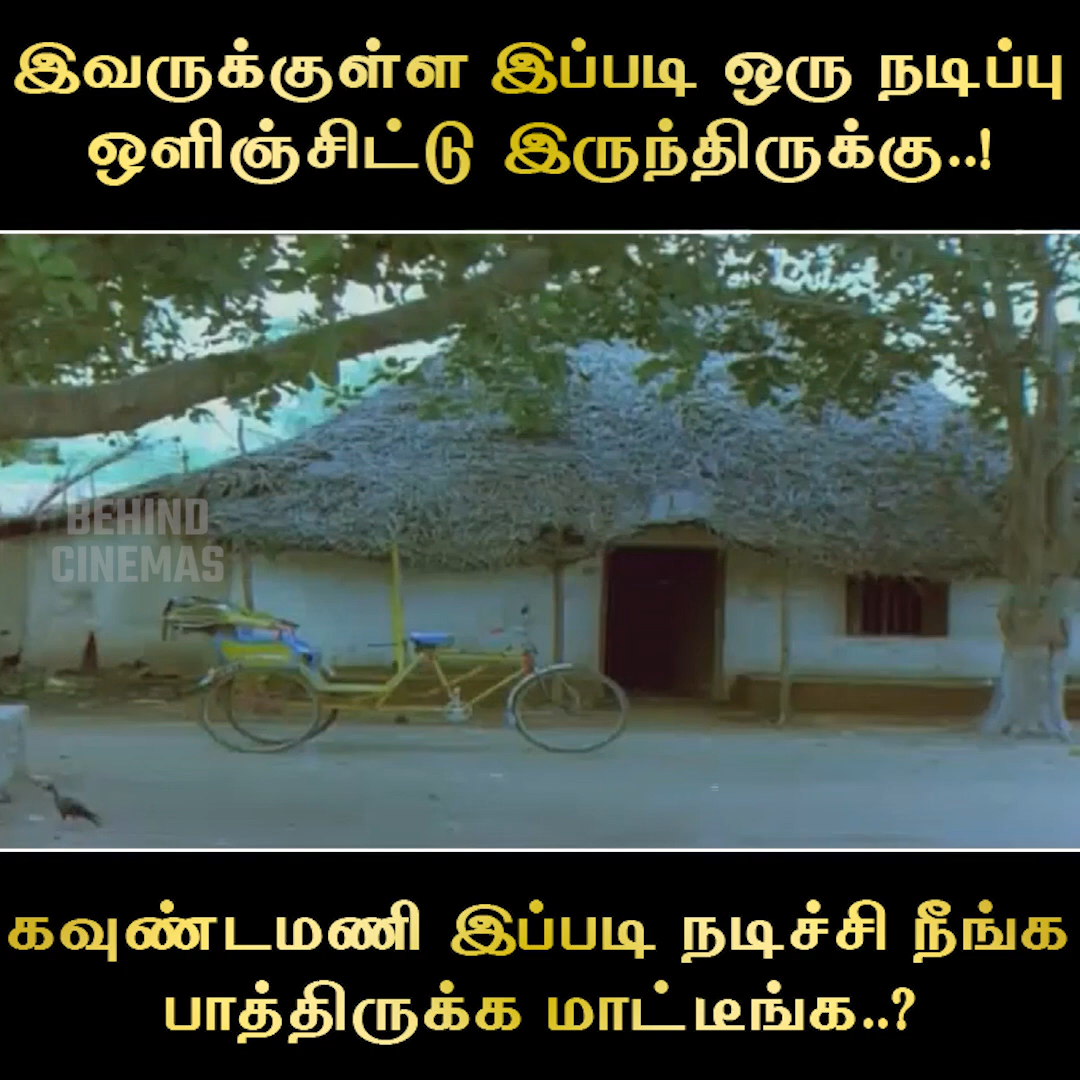 இவருக்குள்ள இப்படி ஒரு நடிப்பு
ஒளிஞ்சிட்டு இருந்திருக்கு..!
BEHIND
CINEMAS
கவுண்டமணி இப்படி நடிச்சி நீங்க
பாத்திருக்க மாட்டீங்க..?